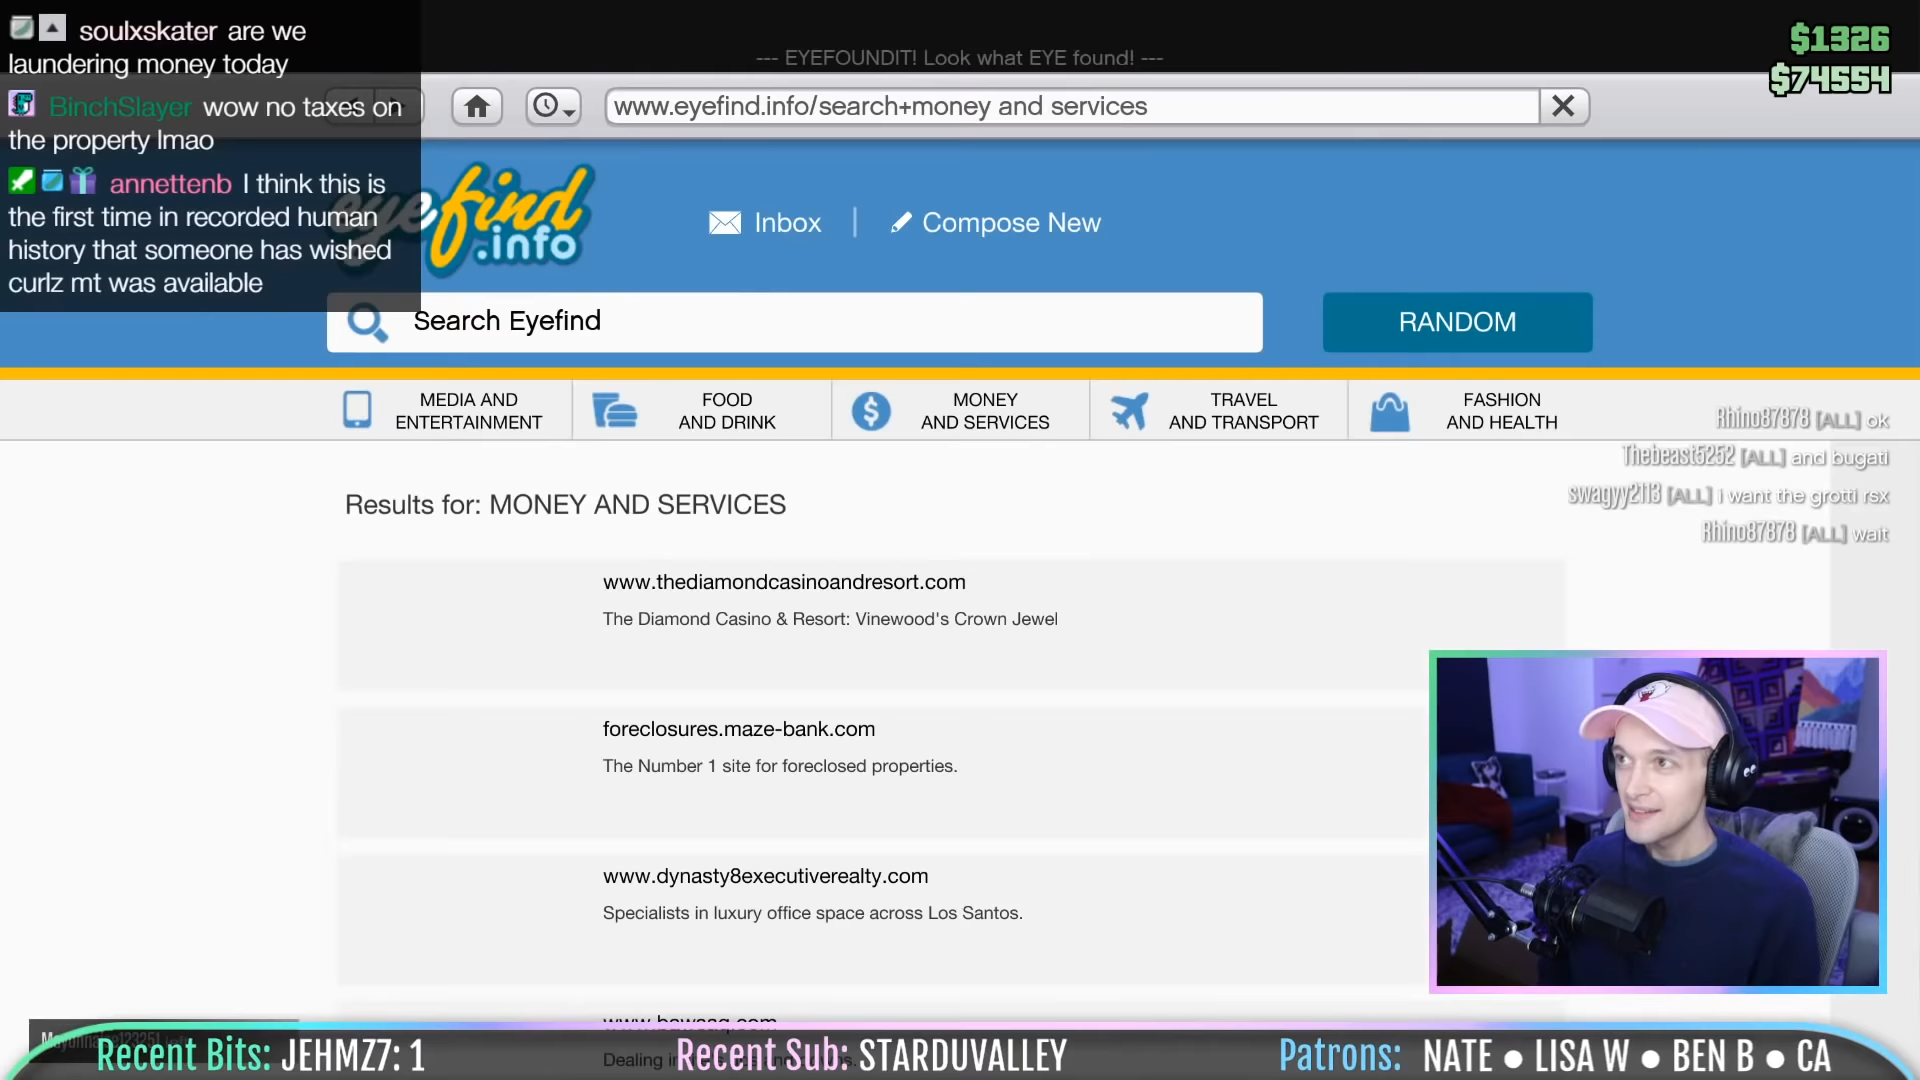 soulxskater are we
laundering money today
BinchSlayer wow no taxes on
the property lmao
annettenb I think this is
the first time in recorded human
history that someone has wished
curlz mt was available
--- EYEFOUNDIT! Look what EYE found! ---
$1326
$74554
www.eyefind.info/search+money and services
eyefind
.info
Inbox
Compose New
Search Eyefind
RANDOM
MEDIA AND
ENTERTAINMENT
FOOD
AND DRINK
MONEY
AND SERVICES
TRAVEL
AND TRANSPORT
FASHION
AND HEALTH
Rhino87878 [ALL] ok
Thebeast5252 [ALL] and bugati
swagyy2113 [ALL] i want the grotti rsx
Rhino87878 [ALL] wait
Results for: MONEY AND SERVICES
www.thediamondcasinoandresort.com
The Diamond Casino & Resort: Vinewood's Crown Jewel
foreclosures.maze-bank.com
The Number 1 site for foreclosed properties.
www.dynasty8executiverealty.com
Specialists in luxury office space across Los Santos.
www.bawsaq.com
Dealing in
Recent Bits: JEHMZ7: 1
Recent Sub: STARDUVALLEY
Patrons: NATE ● LISA W ● BEN B ● CA